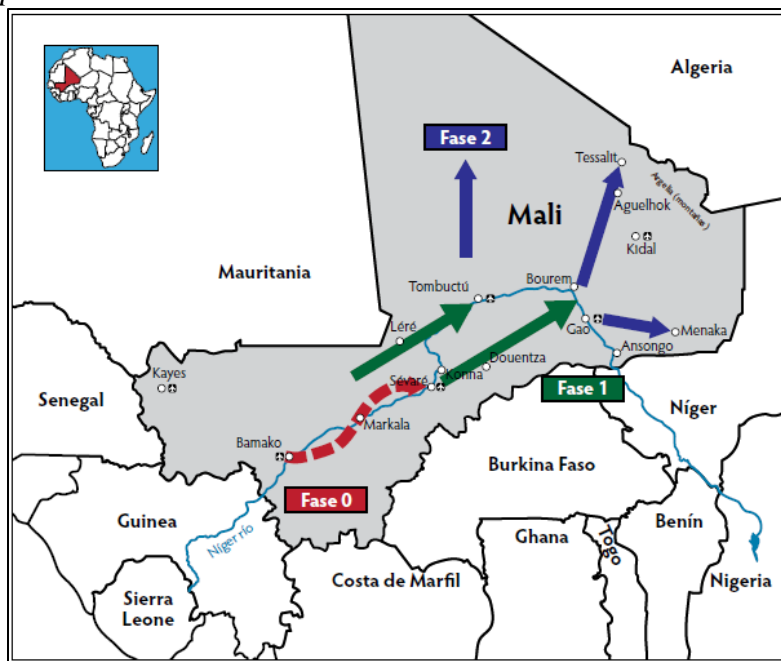 Algeria
Fase 2
Tessalit
Argelia (montañas)
Aguelhok
Mali
Kidal
Mauritania
Bourem
Tombuctú
Léré
Gao
Menaka
Ansongo
Douentza
Konna
Kayes
Sévaré
Fase 1
Senegal
Markala
Níger
Bamako
Burkina Faso
Fase 0
Guinea
Níger río
Ghana
Togo
Benín
Costa de Marfil
Nigeria
Sierra
Leone